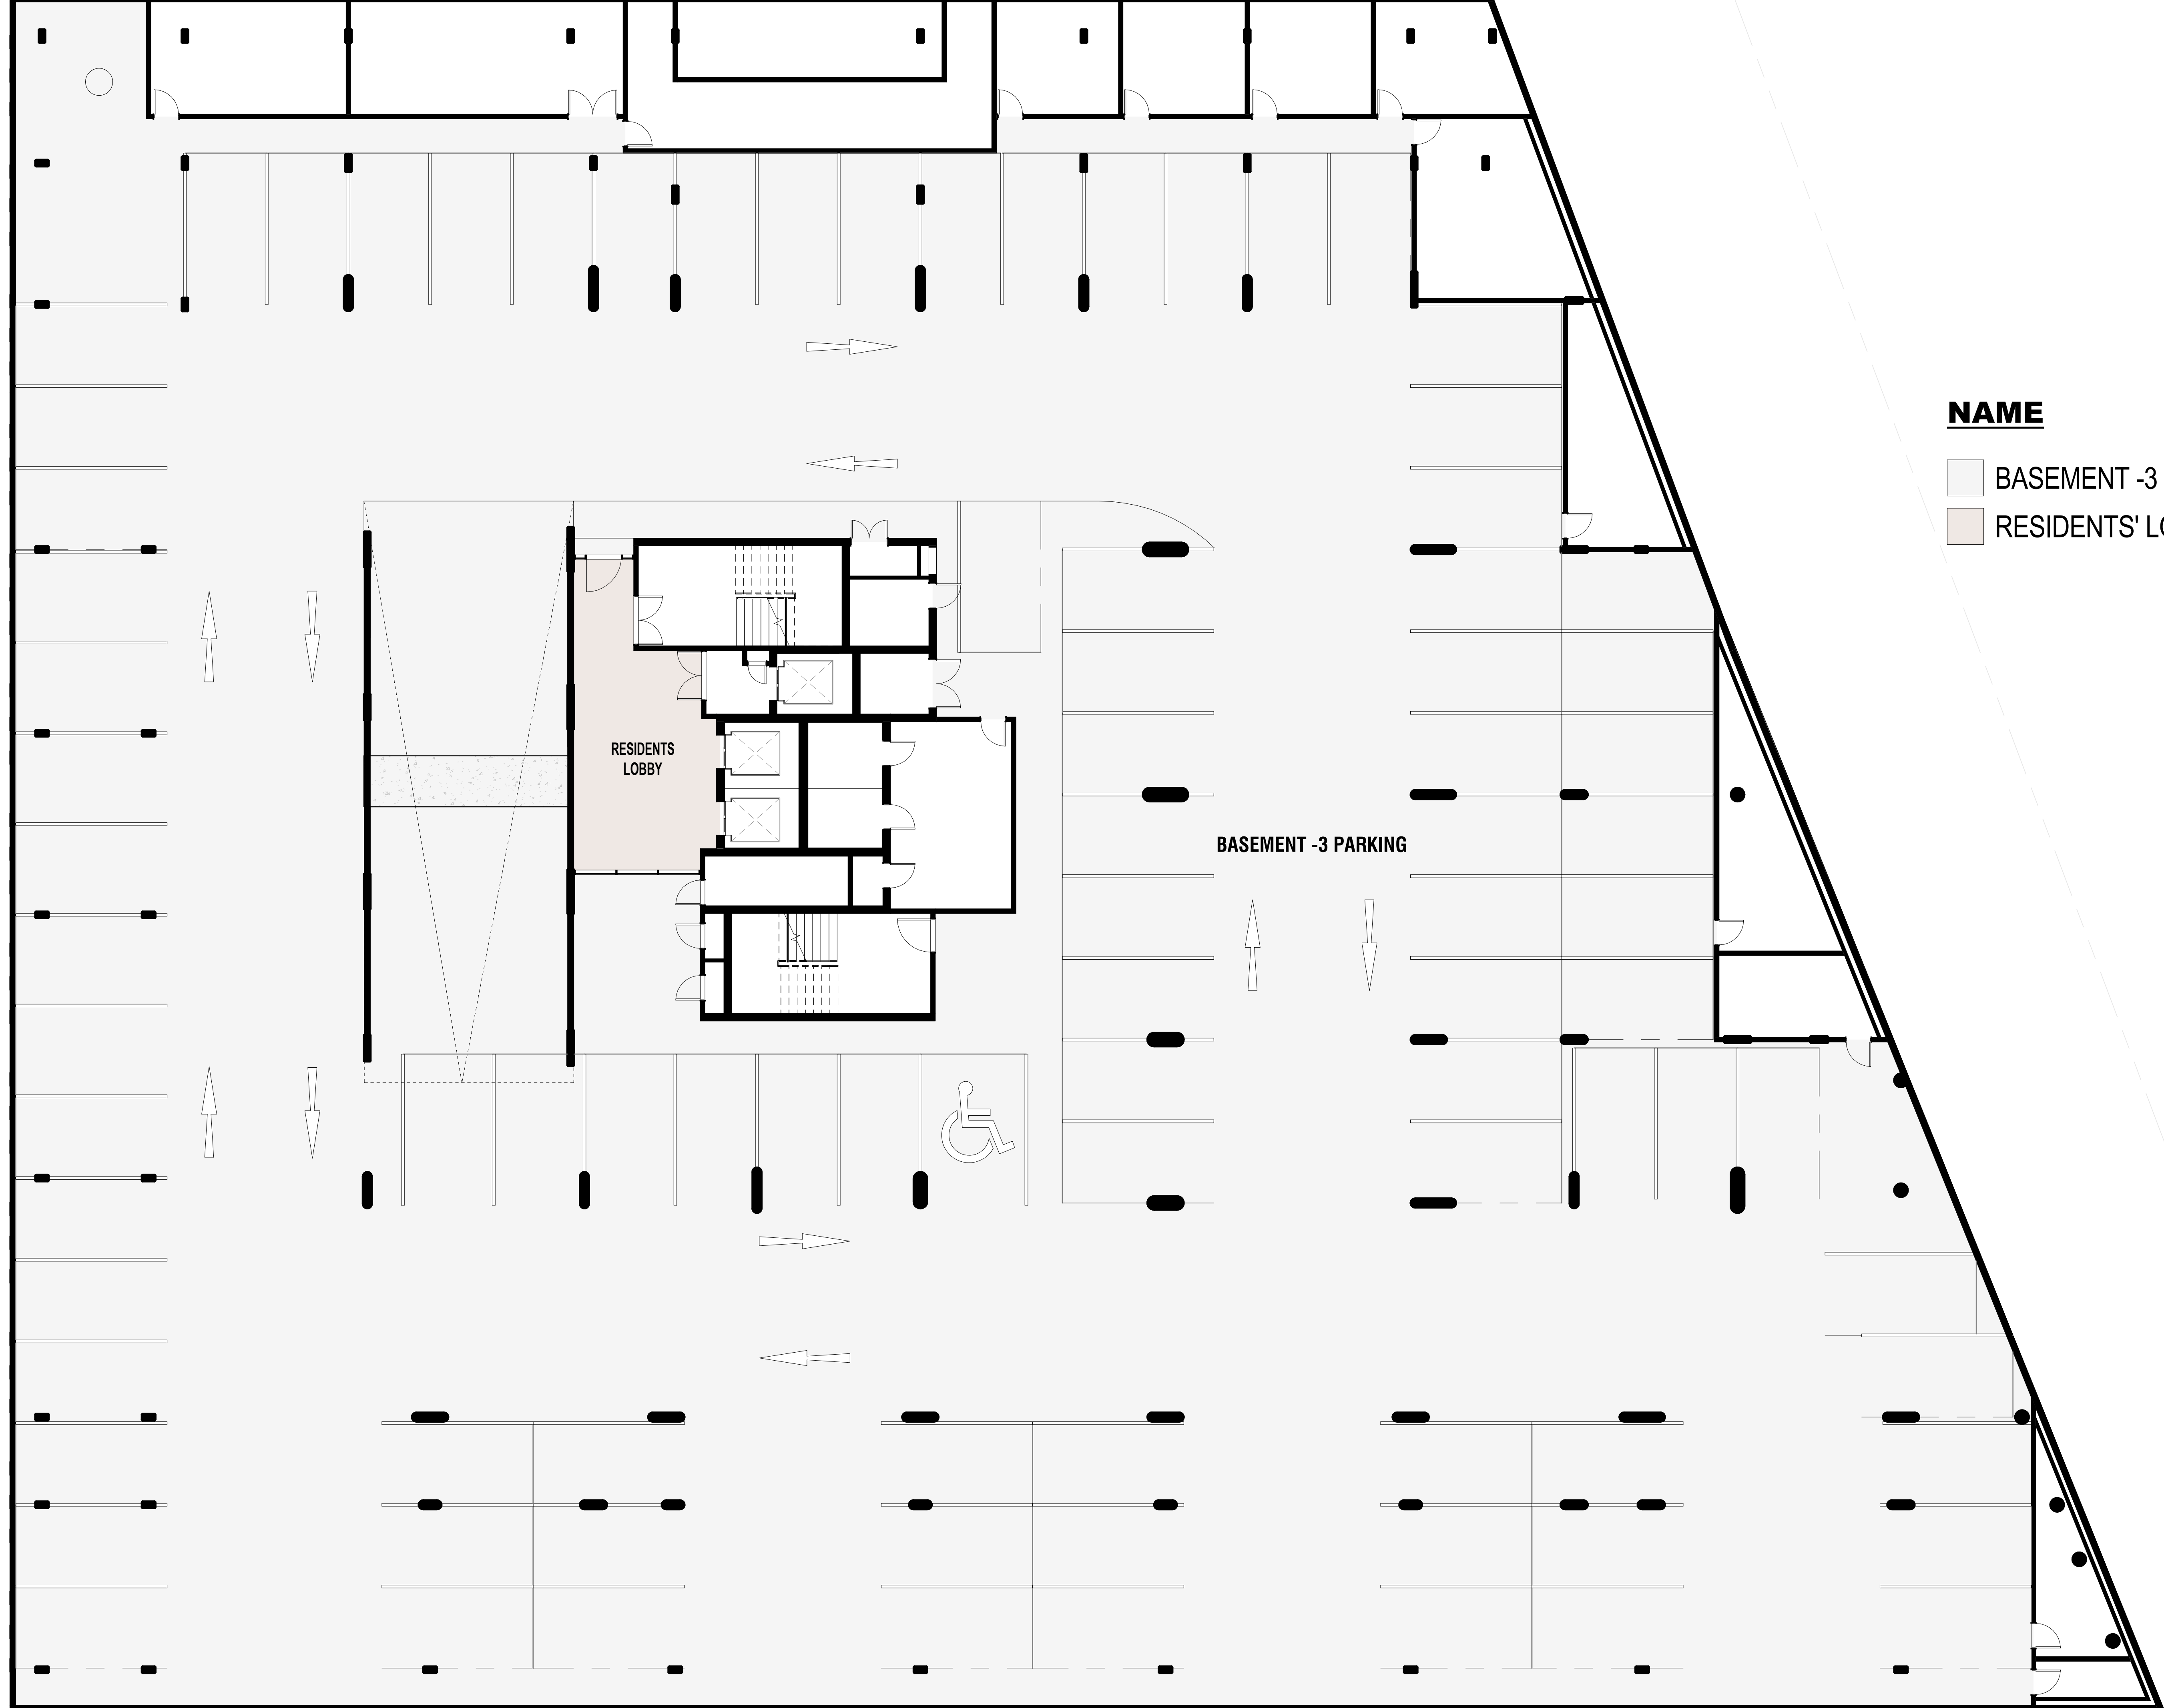 NAME
BASEMENT -3
RESIDENTS' LO
RESIDENTS
LOBBY
BASEMENT -3 PARKING